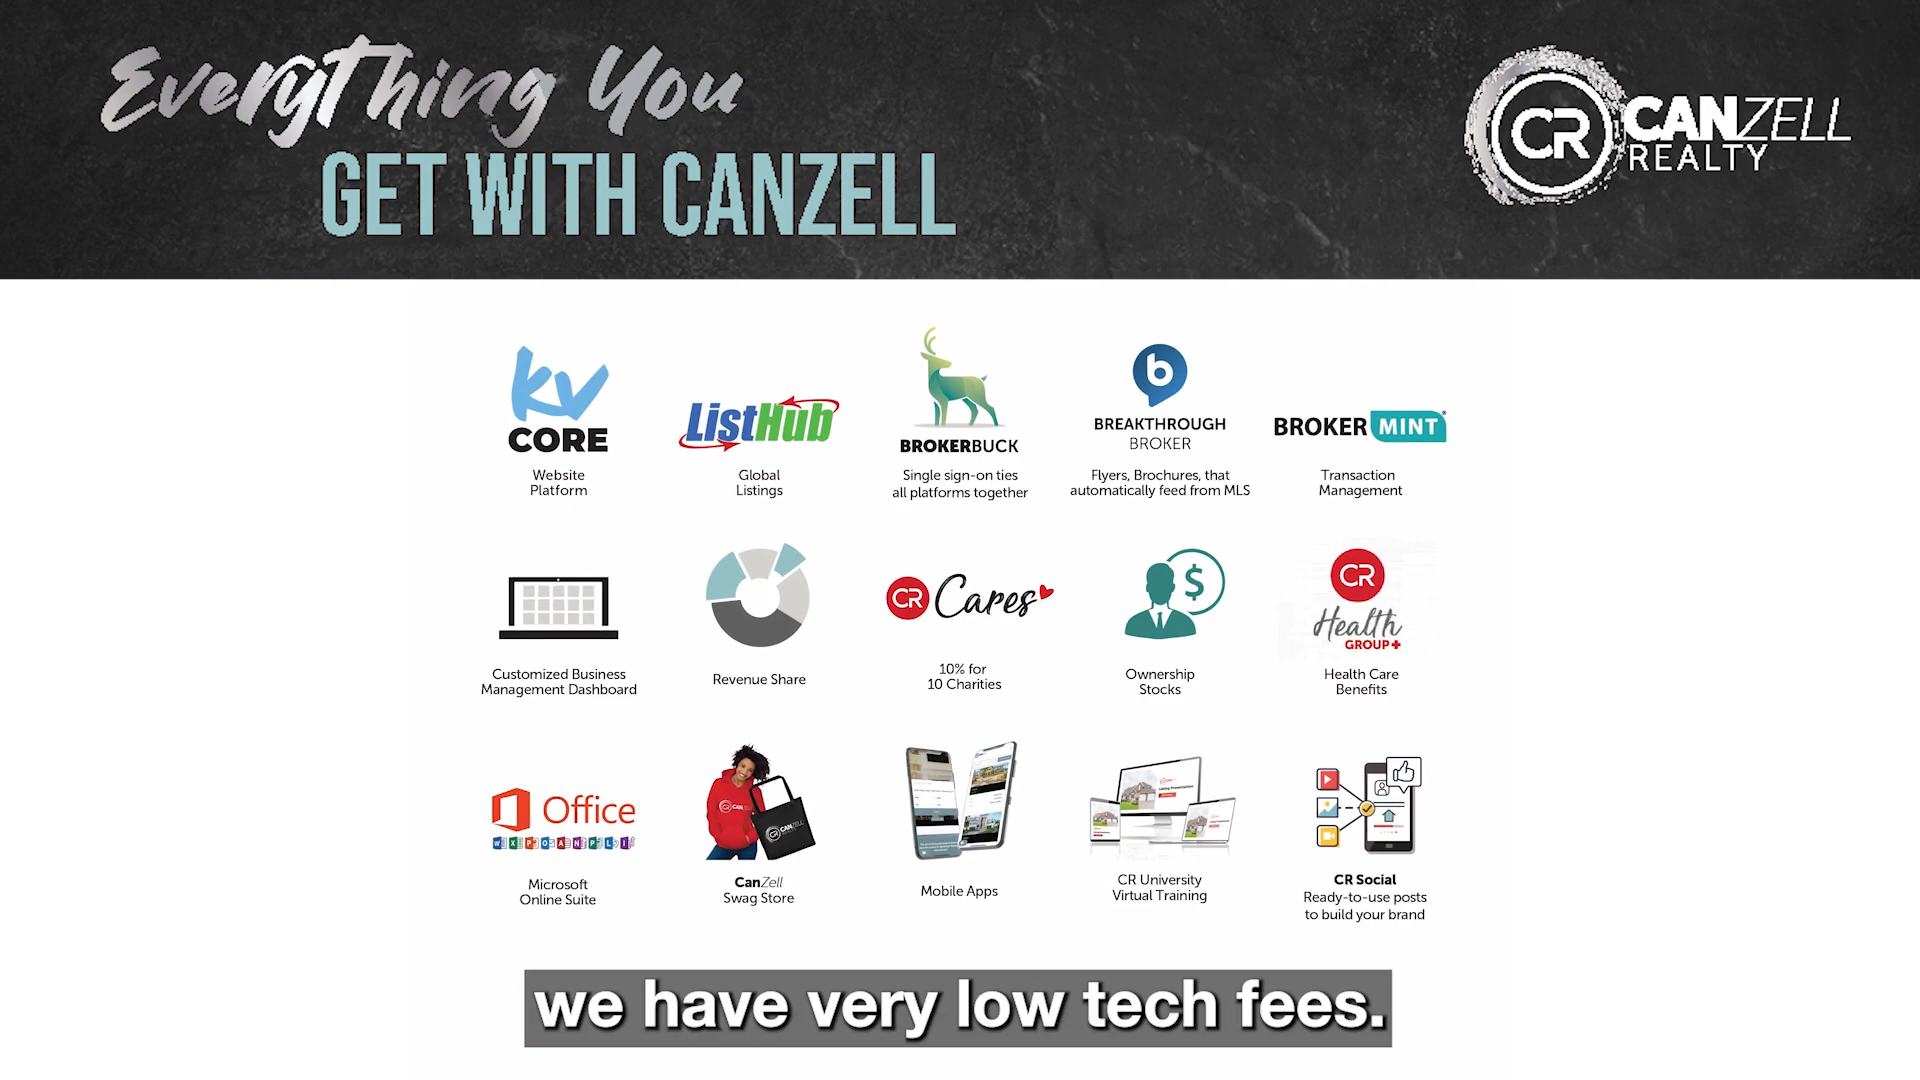 Everything You
GET WITH CANZELL
CR CANZELL
REALTY
kv
CORE
Website
Platform
ListHub
Global
Listings
BROKERBUCK
Single sign-on ties
all platforms together
b
BREAKTHROUGH
BROKER
Flyers, Brochures, that
automatically feed from MLS
BROKER MINT®
Transaction
Management
Customized Business
Management Dashboard
Revenue Share
CR Cares
10% for
10 Charities
$
Ownership
Stocks
CR
Health
GROUP+
Health Care
Benefits
Office
Microsoft
Online Suite
CR CANZELL
CanZell
Swag Store
Mobile Apps
Listing Presentation
CR University
Virtual Training
CR Social
Ready-to-use posts
to build your brand
we have very low tech fees.